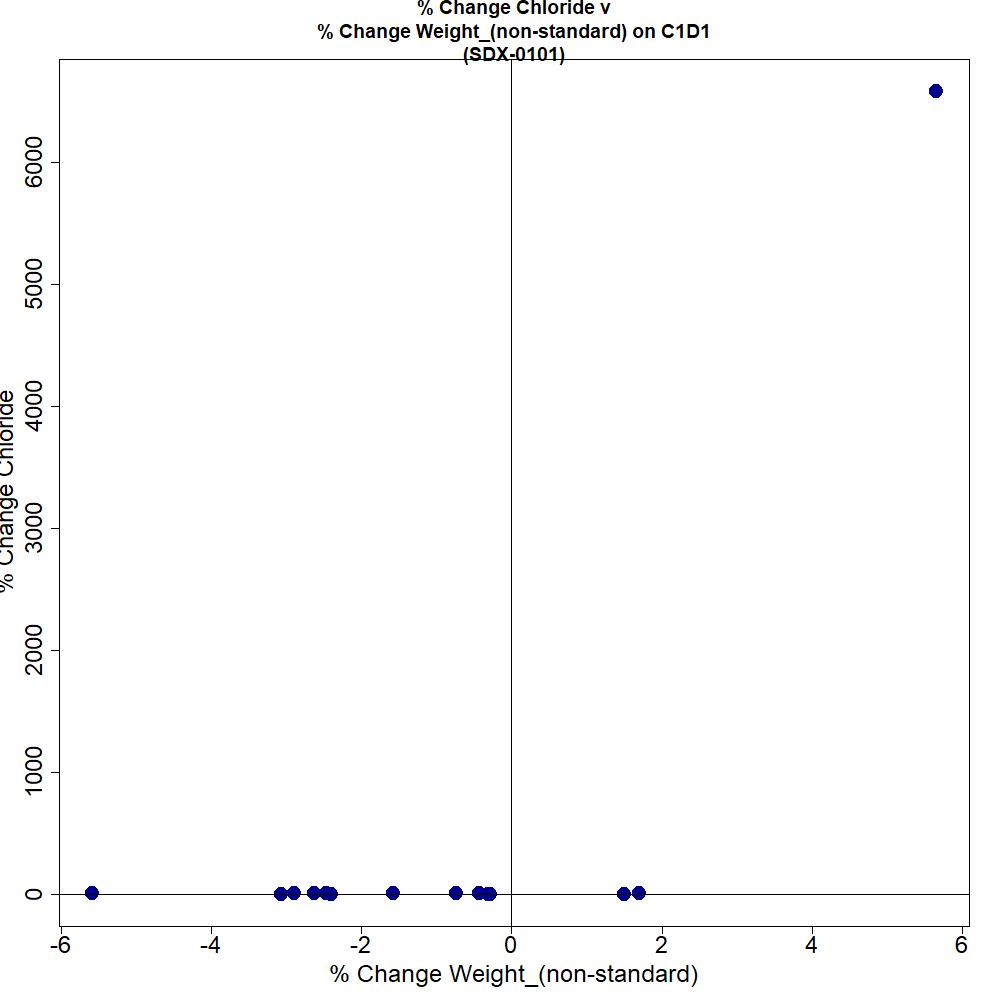 % Change Chloride v
% Change Weight_(non-standard) on C1D1
(SDX-0101)
% Change Chloride
6000
5000
4000
3000
2000
1000
0
-6
-4
-2
0
2
4
6
% Change Weight_(non-standard)